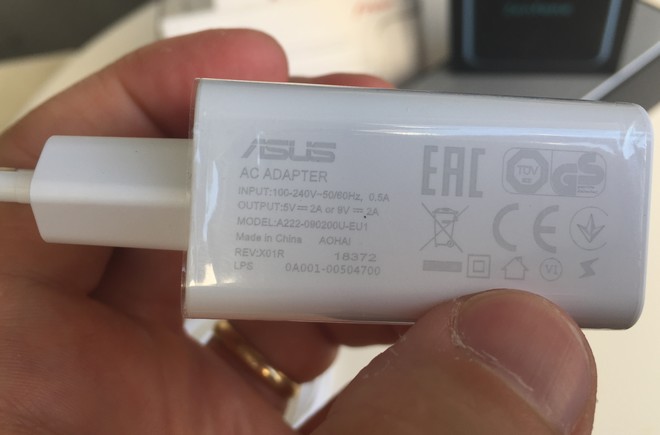 ASUS
AC ADAPTER
INPUT:100-240V~50/60Hz, 0.5A
OUTPUT:5V⎓2A or 9V⎓2A
MODEL:A222-090200U-EU1
Made in China AOHAI
REV:X01R 18372
LPS 0A001-00504700
EAC
TÜV
GS
CE
VI